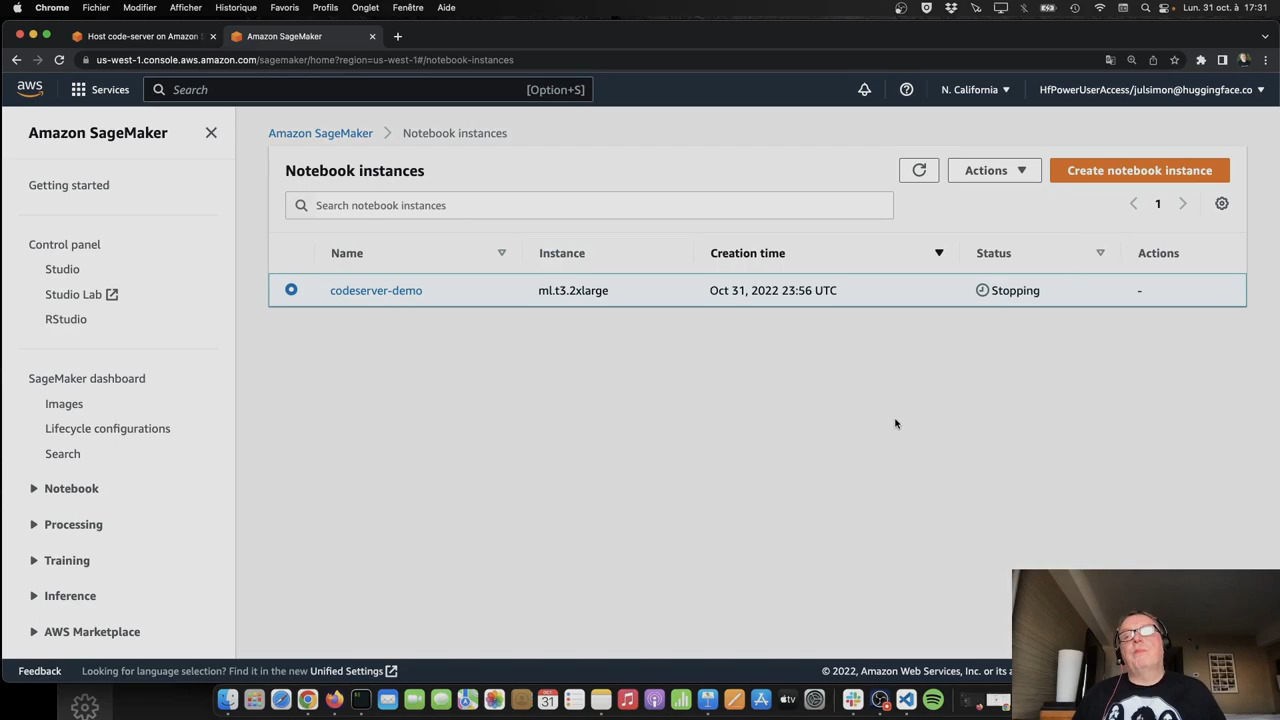 Chrome Fichier Modifier Afficher Historique Favoris Profils Onglet Fenêtre Aide Lun. 31 oct. à 17:31
Host code-server on Amazon S Amazon SageMaker
us-west-1.console.aws.amazon.com/sagemaker/home?region=us-west-1#/notebook-instances
aws Services Search [Option+S] N. California HfPowerUserAccess/julsimon@huggingface.co
Amazon SageMaker
Getting started
Control panel
Studio
Studio Lab
RStudio
SageMaker dashboard
Images
Lifecycle configurations
Search
Notebook
Processing
Training
Inference
AWS Marketplace
Amazon SageMaker Notebook instances
Notebook instances Actions Create notebook instance
Search notebook instances 1
Name Instance Creation time Status Actions
codeserver-demo ml.t3.2xlarge Oct 31, 2022 23:56 UTC Stopping -
Feedback Looking for language selection? Find it in the new Unified Settings © 2022, Amazon Web Services, Inc. or its a
OCT
31
tv